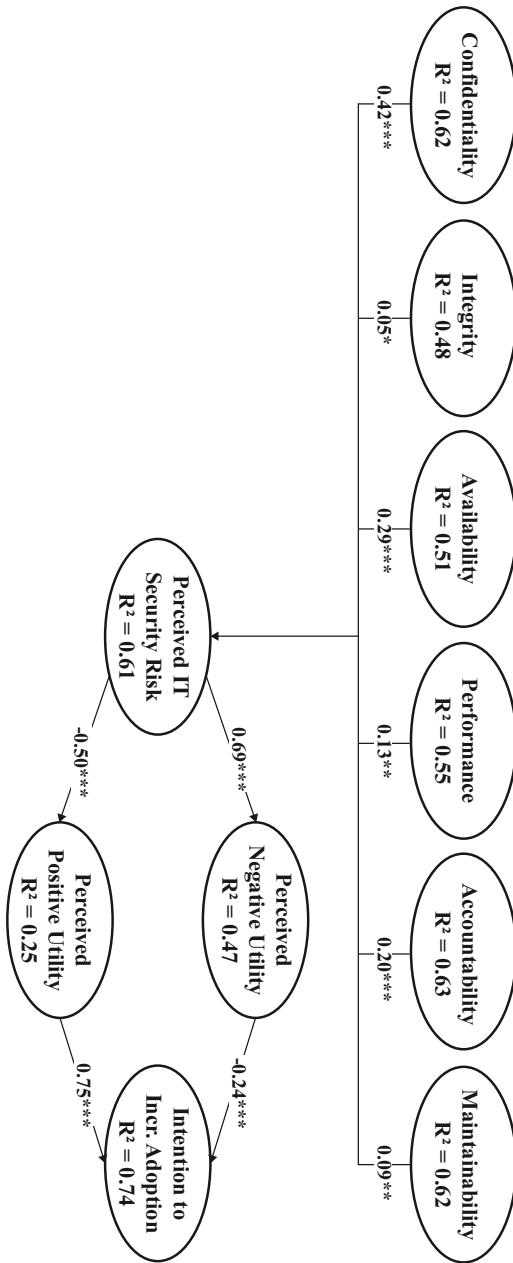 Confidentiality
R² = 0.62
Integrity
R² = 0.48
Availability
R² = 0.51
Performance
R² = 0.55
Accountability
R² = 0.63
Maintainability
R² = 0.62
0.42***
0.05*
0.29***
0.13**
0.20***
0.09**
Perceived IT
Security Risk
R² = 0.61
0.69***
-0.50***
Perceived
Negative Utility
R² = 0.47
Perceived
Positive Utility
R² = 0.25
-0.24***
0.75***
Intention to
Incr. Adoption
R² = 0.74